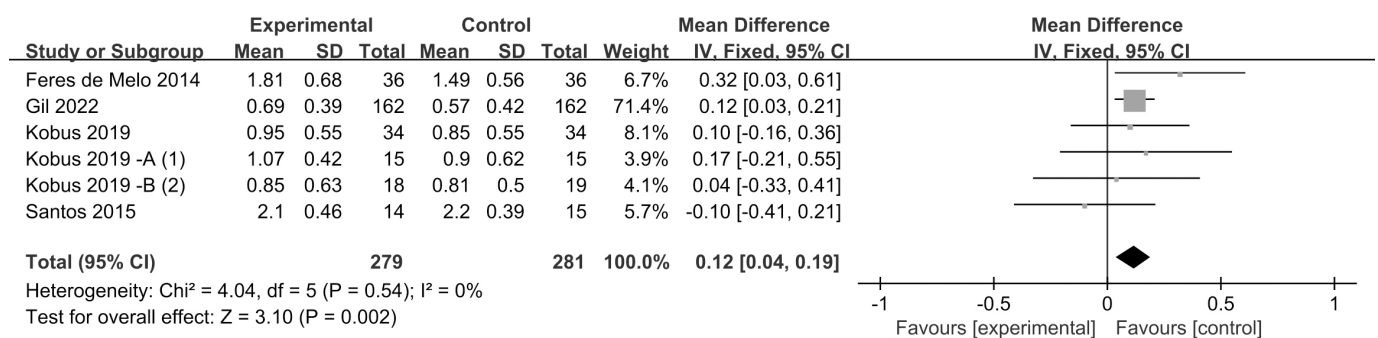 Experimental Control Mean Difference Mean Difference
Study or Subgroup Mean SD Total Mean SD Total Weight IV, Fixed, 95% CI IV, Fixed, 95% CI
Feres de Melo 2014 1.81 0.68 36 1.49 0.56 36 6.7% 0.32 [0.03, 0.61]
Gil 2022 0.69 0.39 162 0.57 0.42 162 71.4% 0.12 [0.03, 0.21]
Kobus 2019 0.95 0.55 34 0.85 0.55 34 8.1% 0.10 [-0.16, 0.36]
Kobus 2019 -A (1) 1.07 0.42 15 0.9 0.62 15 3.9% 0.17 [-0.21, 0.55]
Kobus 2019 -B (2) 0.85 0.63 18 0.81 0.5 19 4.1% 0.04 [-0.33, 0.41]
Santos 2015 2.1 0.46 14 2.2 0.39 15 5.7% -0.10 [-0.41, 0.21]
Total (95% CI) 279 281 100.0% 0.12 [0.04, 0.19]
Heterogeneity: Chi² = 4.04, df = 5 (P = 0.54); I² = 0%
Test for overall effect: Z = 3.10 (P = 0.002)
-1 -0.5 0 0.5 1
Favours [experimental] Favours [control]